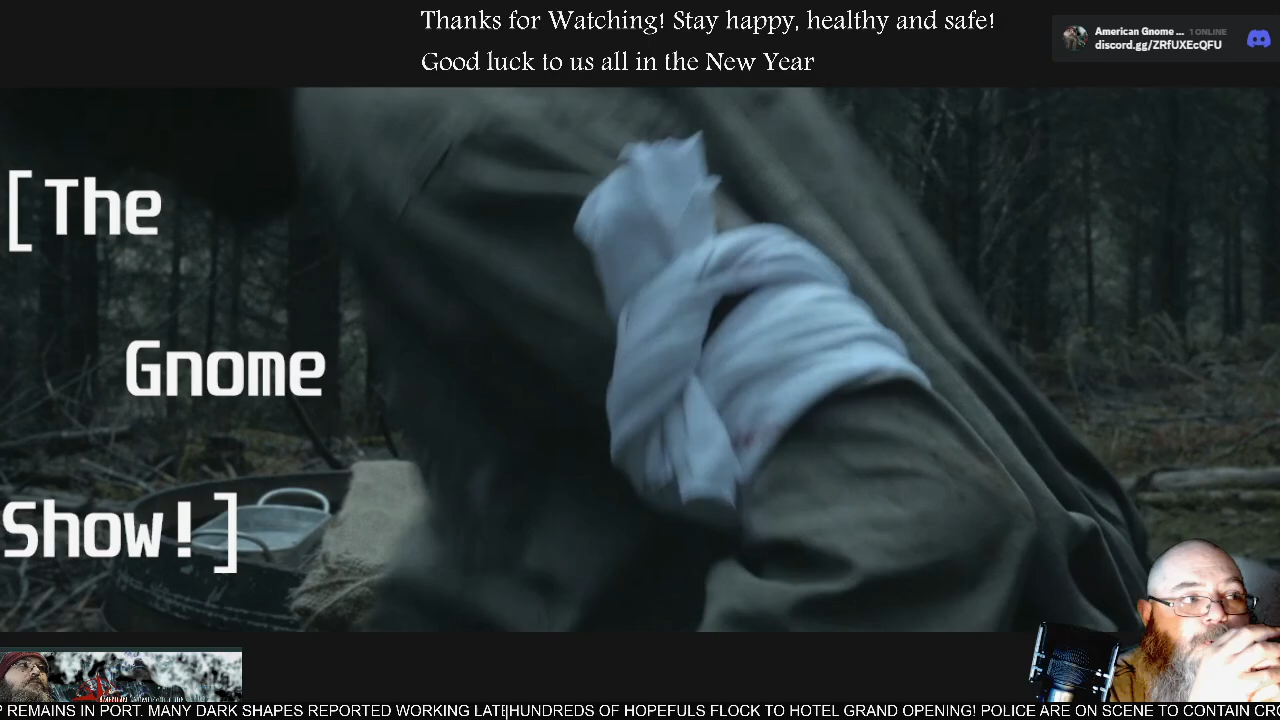 Thanks for Watching! Stay happy, healthy and safe!
Good luck to us all in the New Year
American Gnome ... 1 ONLINE
discord.gg/ZRfUXEcQFU
[The
Gnome
Show!]
P REMAINS IN PORT. MANY DARK SHAPES REPORTED WORKING LATE|HUNDREDS OF HOPEFULS FLOCK TO HOTEL GRAND OPENING! POLICE ARE ON SCENE TO CONTAIN CRO